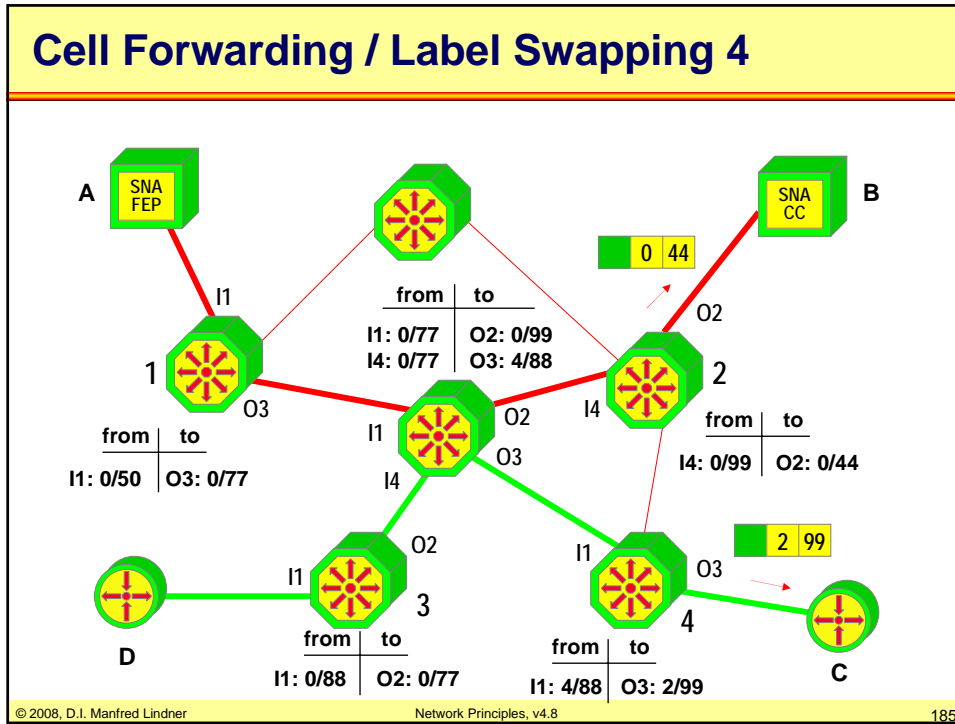 Cell Forwarding / Label Swapping 4
A
SNA
FEP
SNA
CC
B
0 44
I1
from to
I1: 0/77 O2: 0/99
I4: 0/77 O3: 4/88
O2
1
2
O3
I1
O2
I4
from to
I1: 0/50 O3: 0/77
O3
from to
I4: 0/99 O2: 0/44
I4
O2
I1
I1
O3
2 99
3
4
D
from to
I1: 0/88 O2: 0/77
from to
I1: 4/88 O3: 2/99
C
© 2008, D.I. Manfred Lindner
Network Principles, v4.8
185